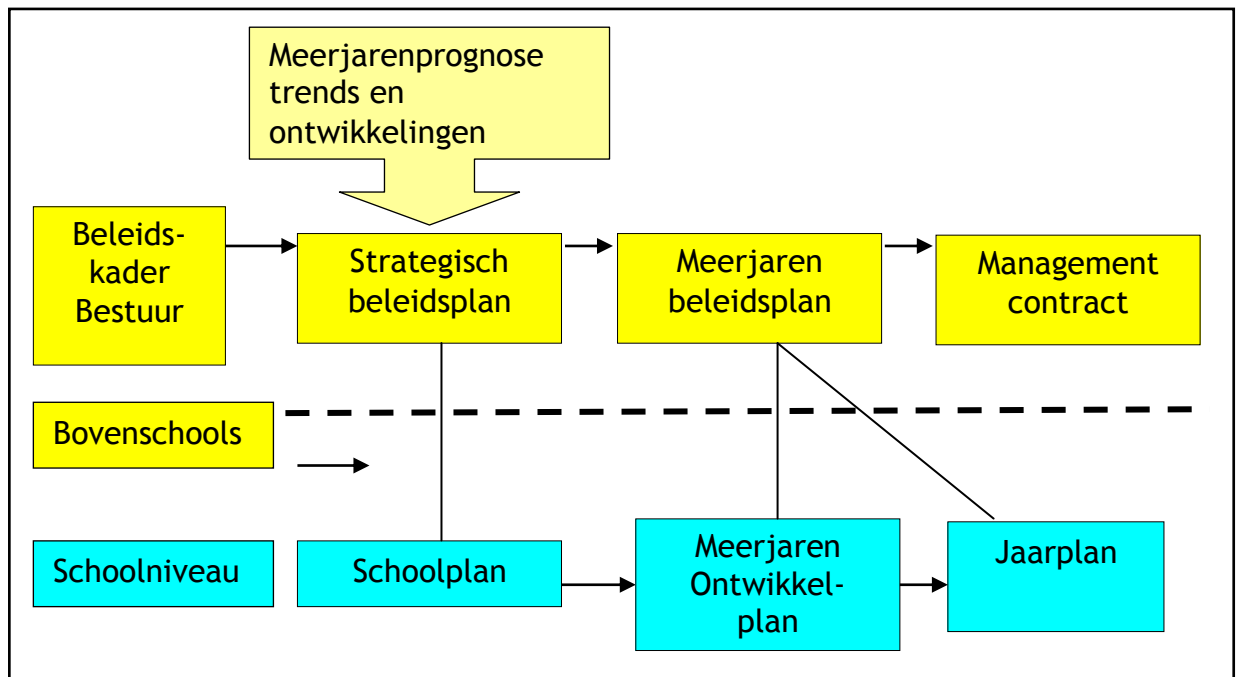 Meerjarenprognose
trends en
ontwikkelingen
Beleids-
kader
Bestuur
Strategisch
beleidsplan
Meerjaren
beleidsplan
Management
contract
Bovenschools
Schoolniveau
Schoolplan
Meerjaren
Ontwikkel-
plan
Jaarplan